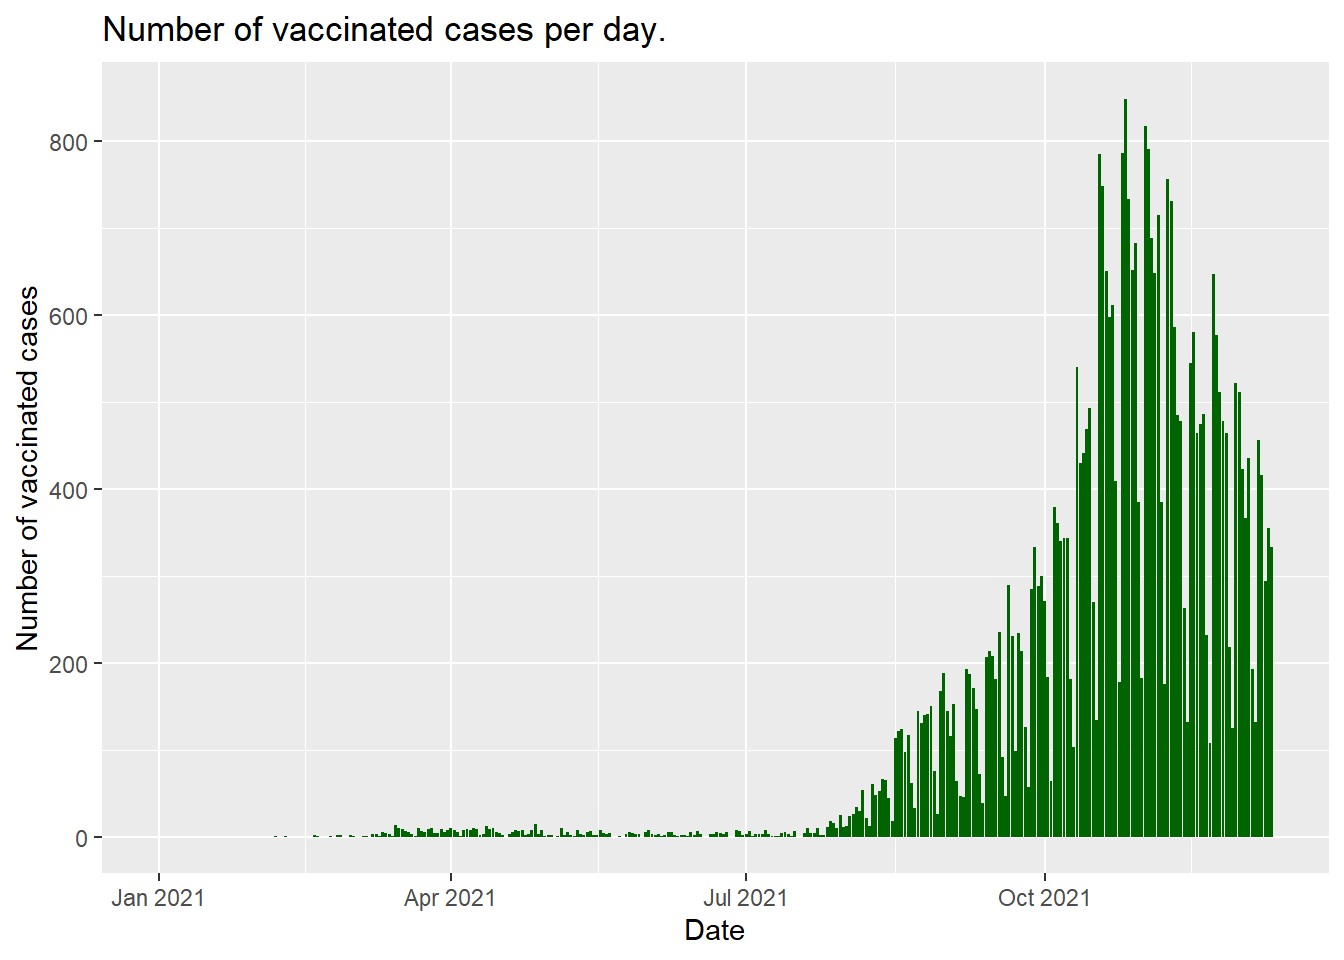 Number of vaccinated cases per day.
Number of vaccinated cases
800
600
400
200
0
Jan 2021 Apr 2021 Jul 2021 Oct 2021
Date